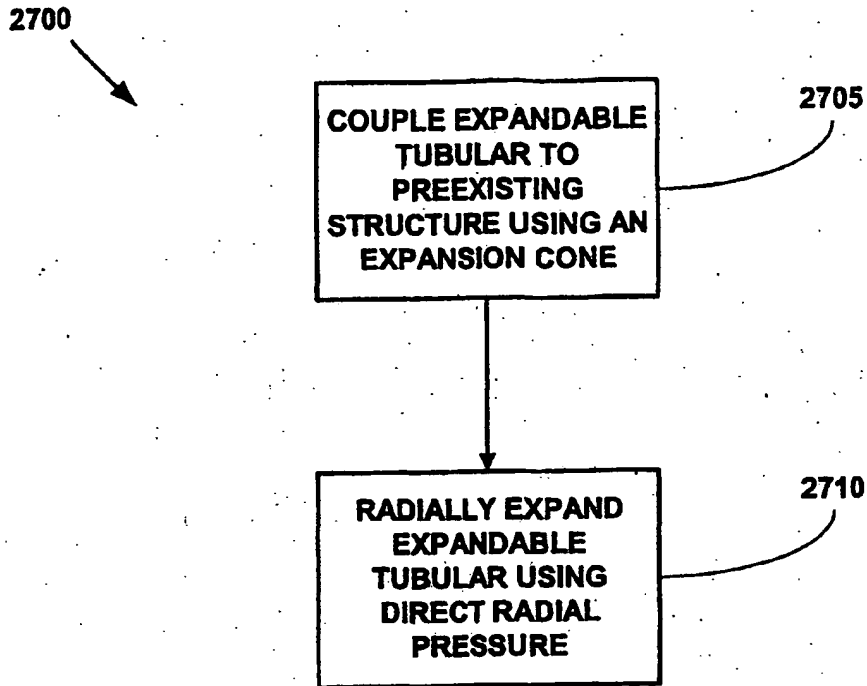 2700
2705
COUPLE EXPANDABLE
TUBULAR TO
PREEXISTING
STRUCTURE USING AN
EXPANSION CONE
2710
RADIALLY EXPAND
EXPANDABLE
TUBULAR USING
DIRECT RADIAL
PRESSURE